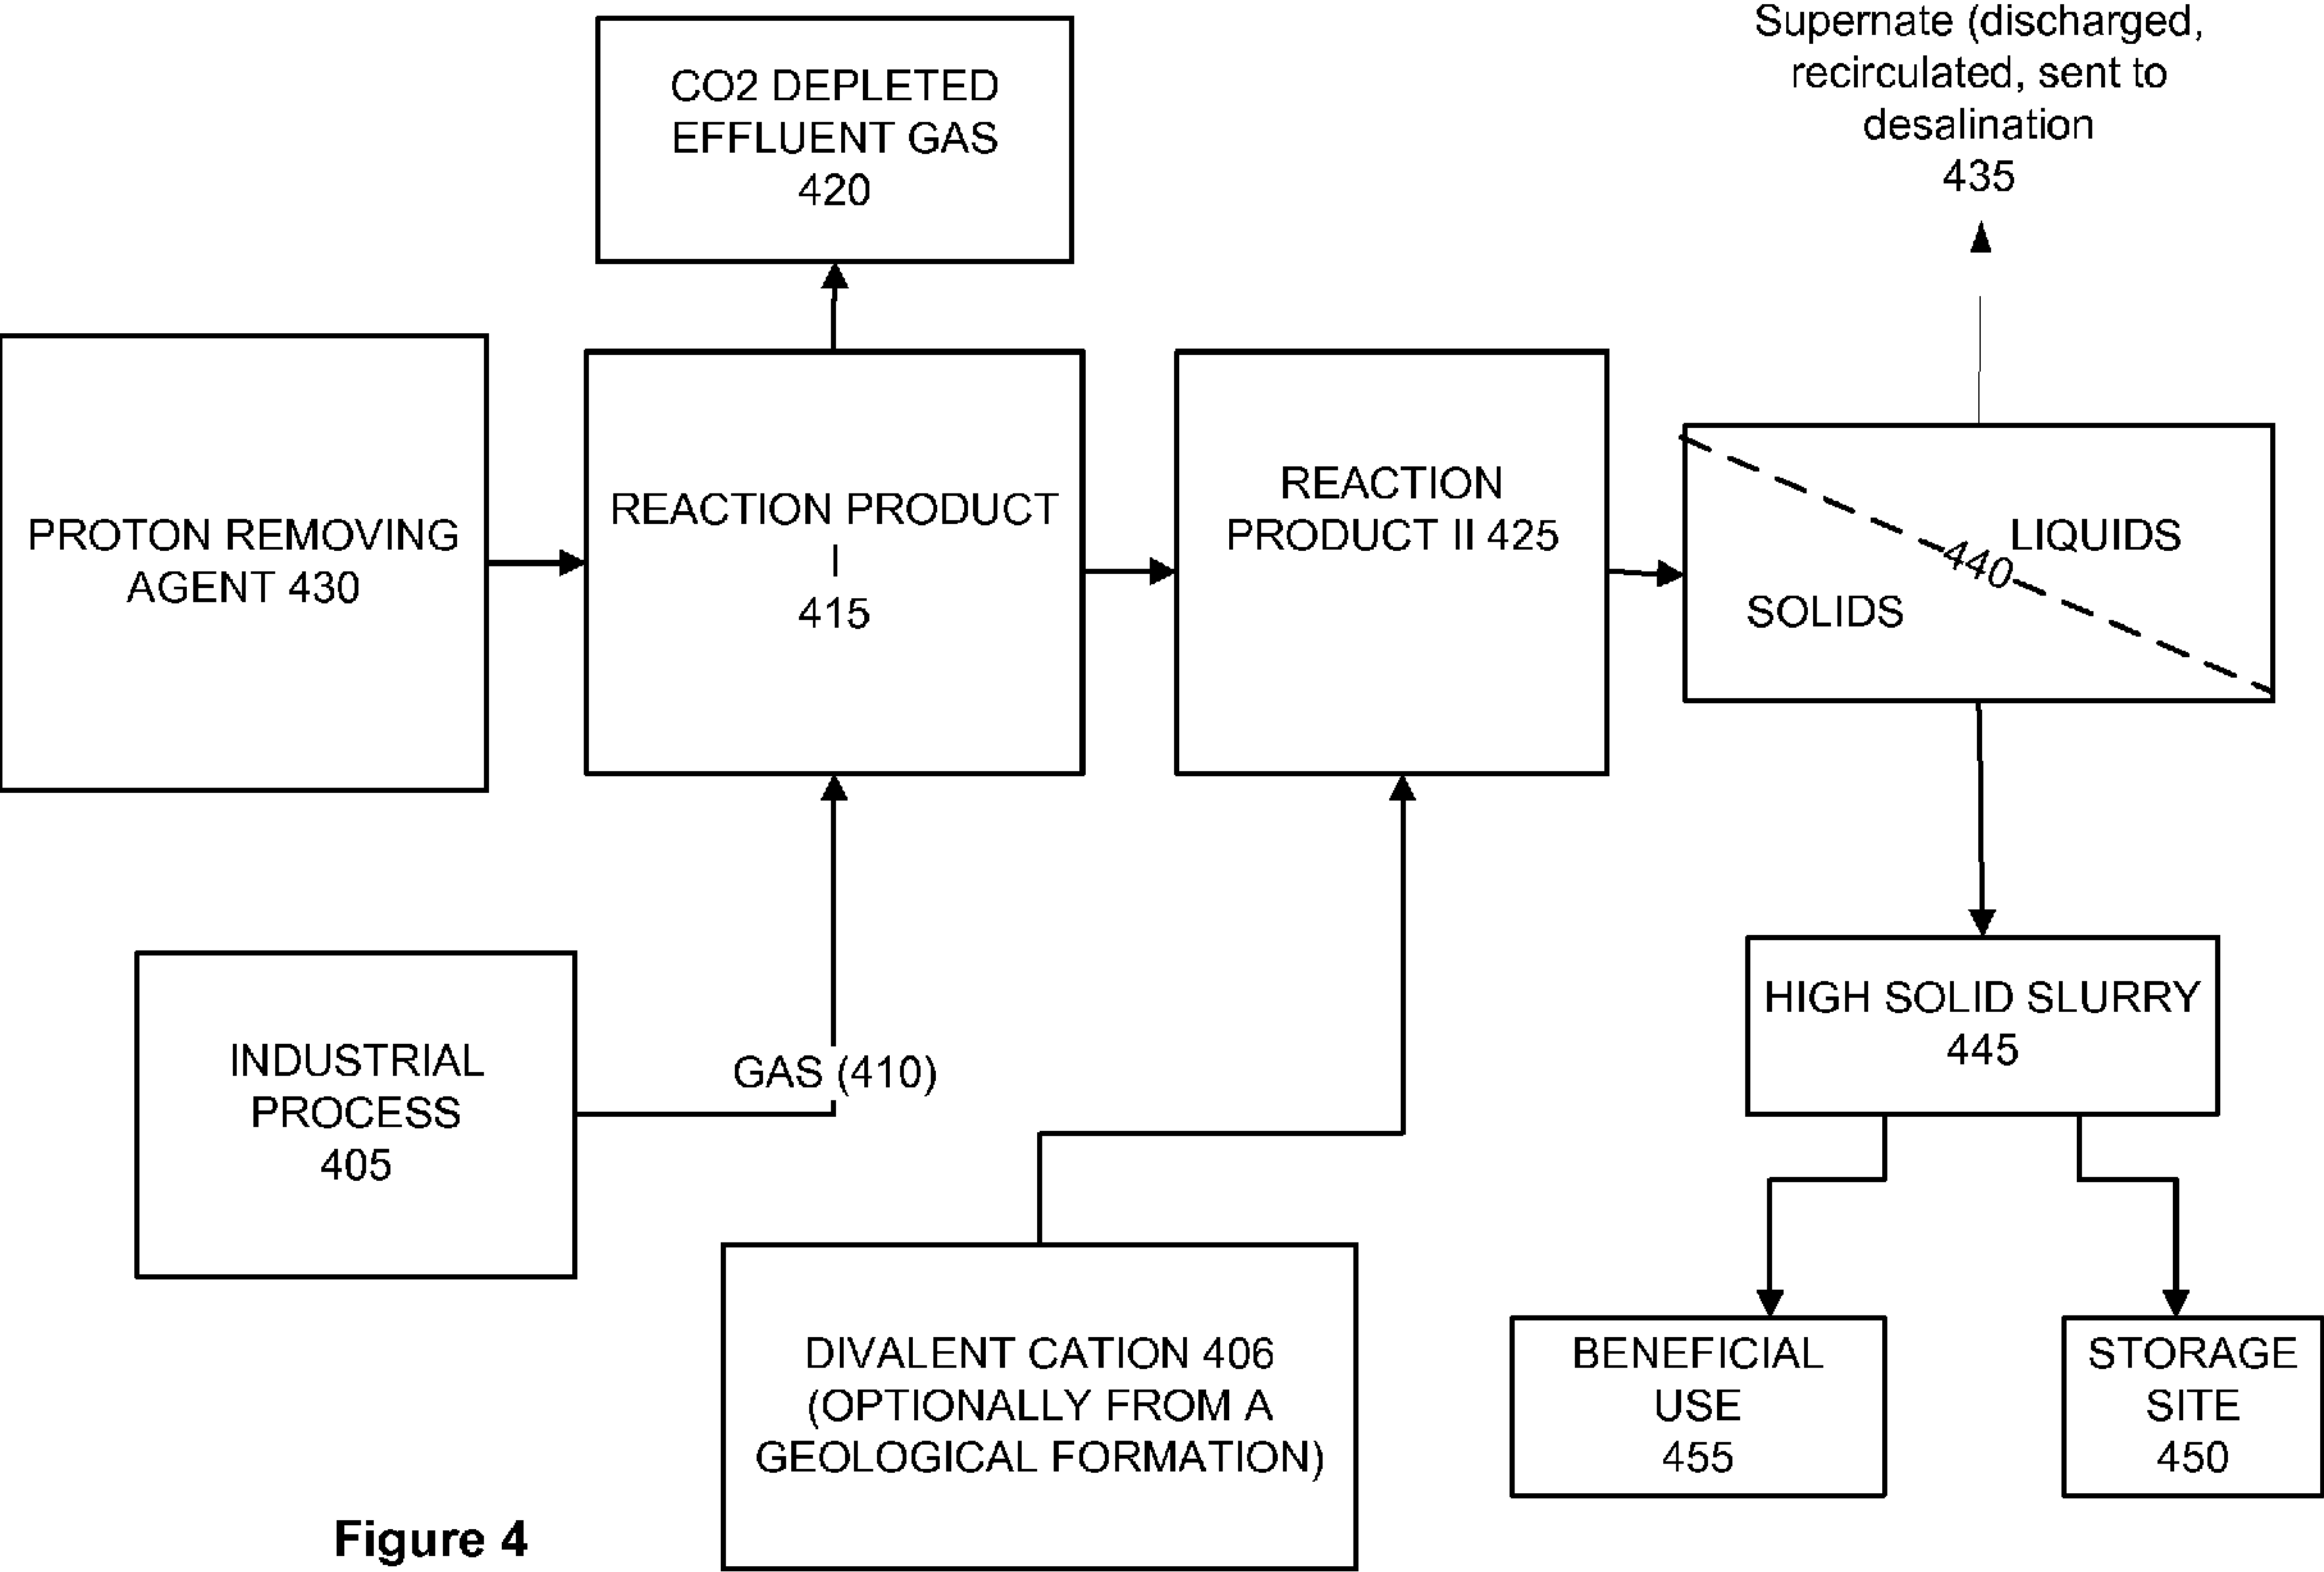 Supernate (discharged,
recirculated, sent to
desalination
435
CO2 DEPLETED
EFFLUENT GAS
420
PROTON REMOVING
AGENT 430
REACTION PRODUCT
I
415
REACTION
PRODUCT II 425
LIQUIDS
440
SOLIDS
HIGH SOLID SLURRY
445
INDUSTRIAL
PROCESS
405
GAS (410)
DIVALENT CATION 406
(OPTIONALLY FROM A
GEOLOGICAL FORMATION)
BENEFICIAL
USE
455
STORAGE
SITE
450
Figure 4